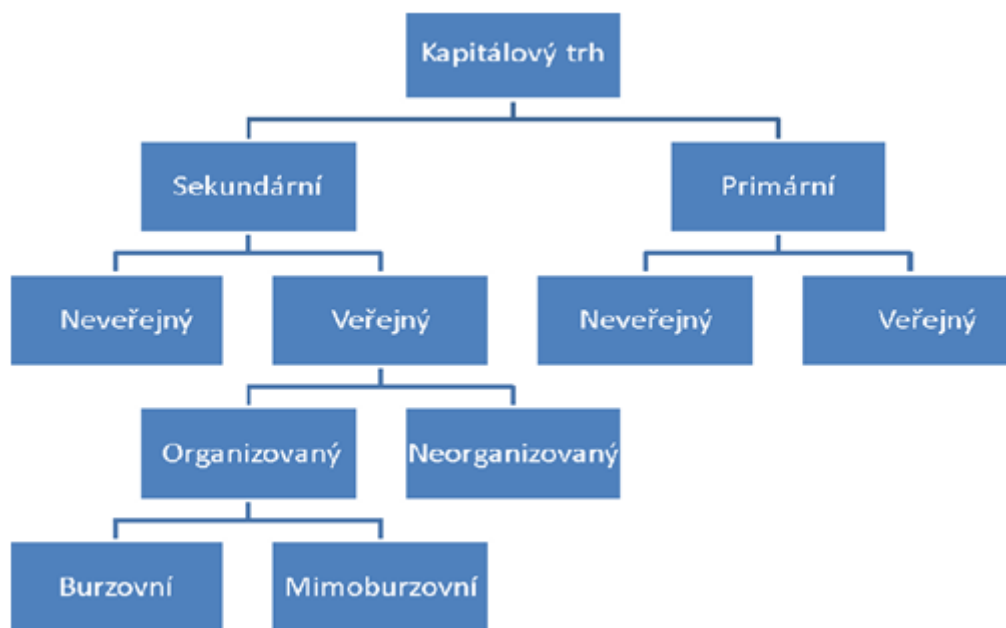 Kapitálový trh
Sekundární
Primární
Neveřejný
Veřejný
Neveřejný
Veřejný
Organizovaný
Neorganizovaný
Burzovní
Mimoburzovní